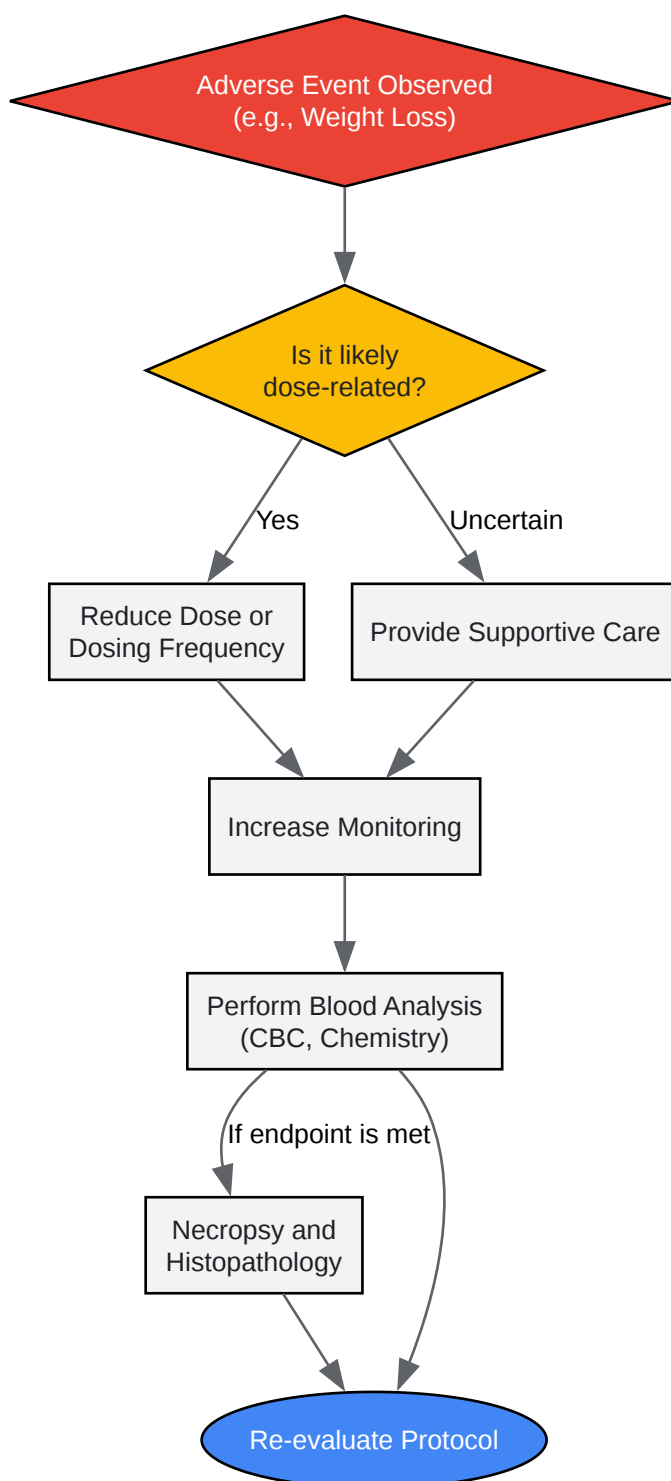 Adverse Event Observed
(e.g., Weight Loss)
Is it likely
dose-related?
Yes
Uncertain
Reduce Dose or
Dosing Frequency
Provide Supportive Care
Increase Monitoring
Perform Blood Analysis
(CBC, Chemistry)
If endpoint is met
Necropsy and
Histopathology
Re-evaluate Protocol